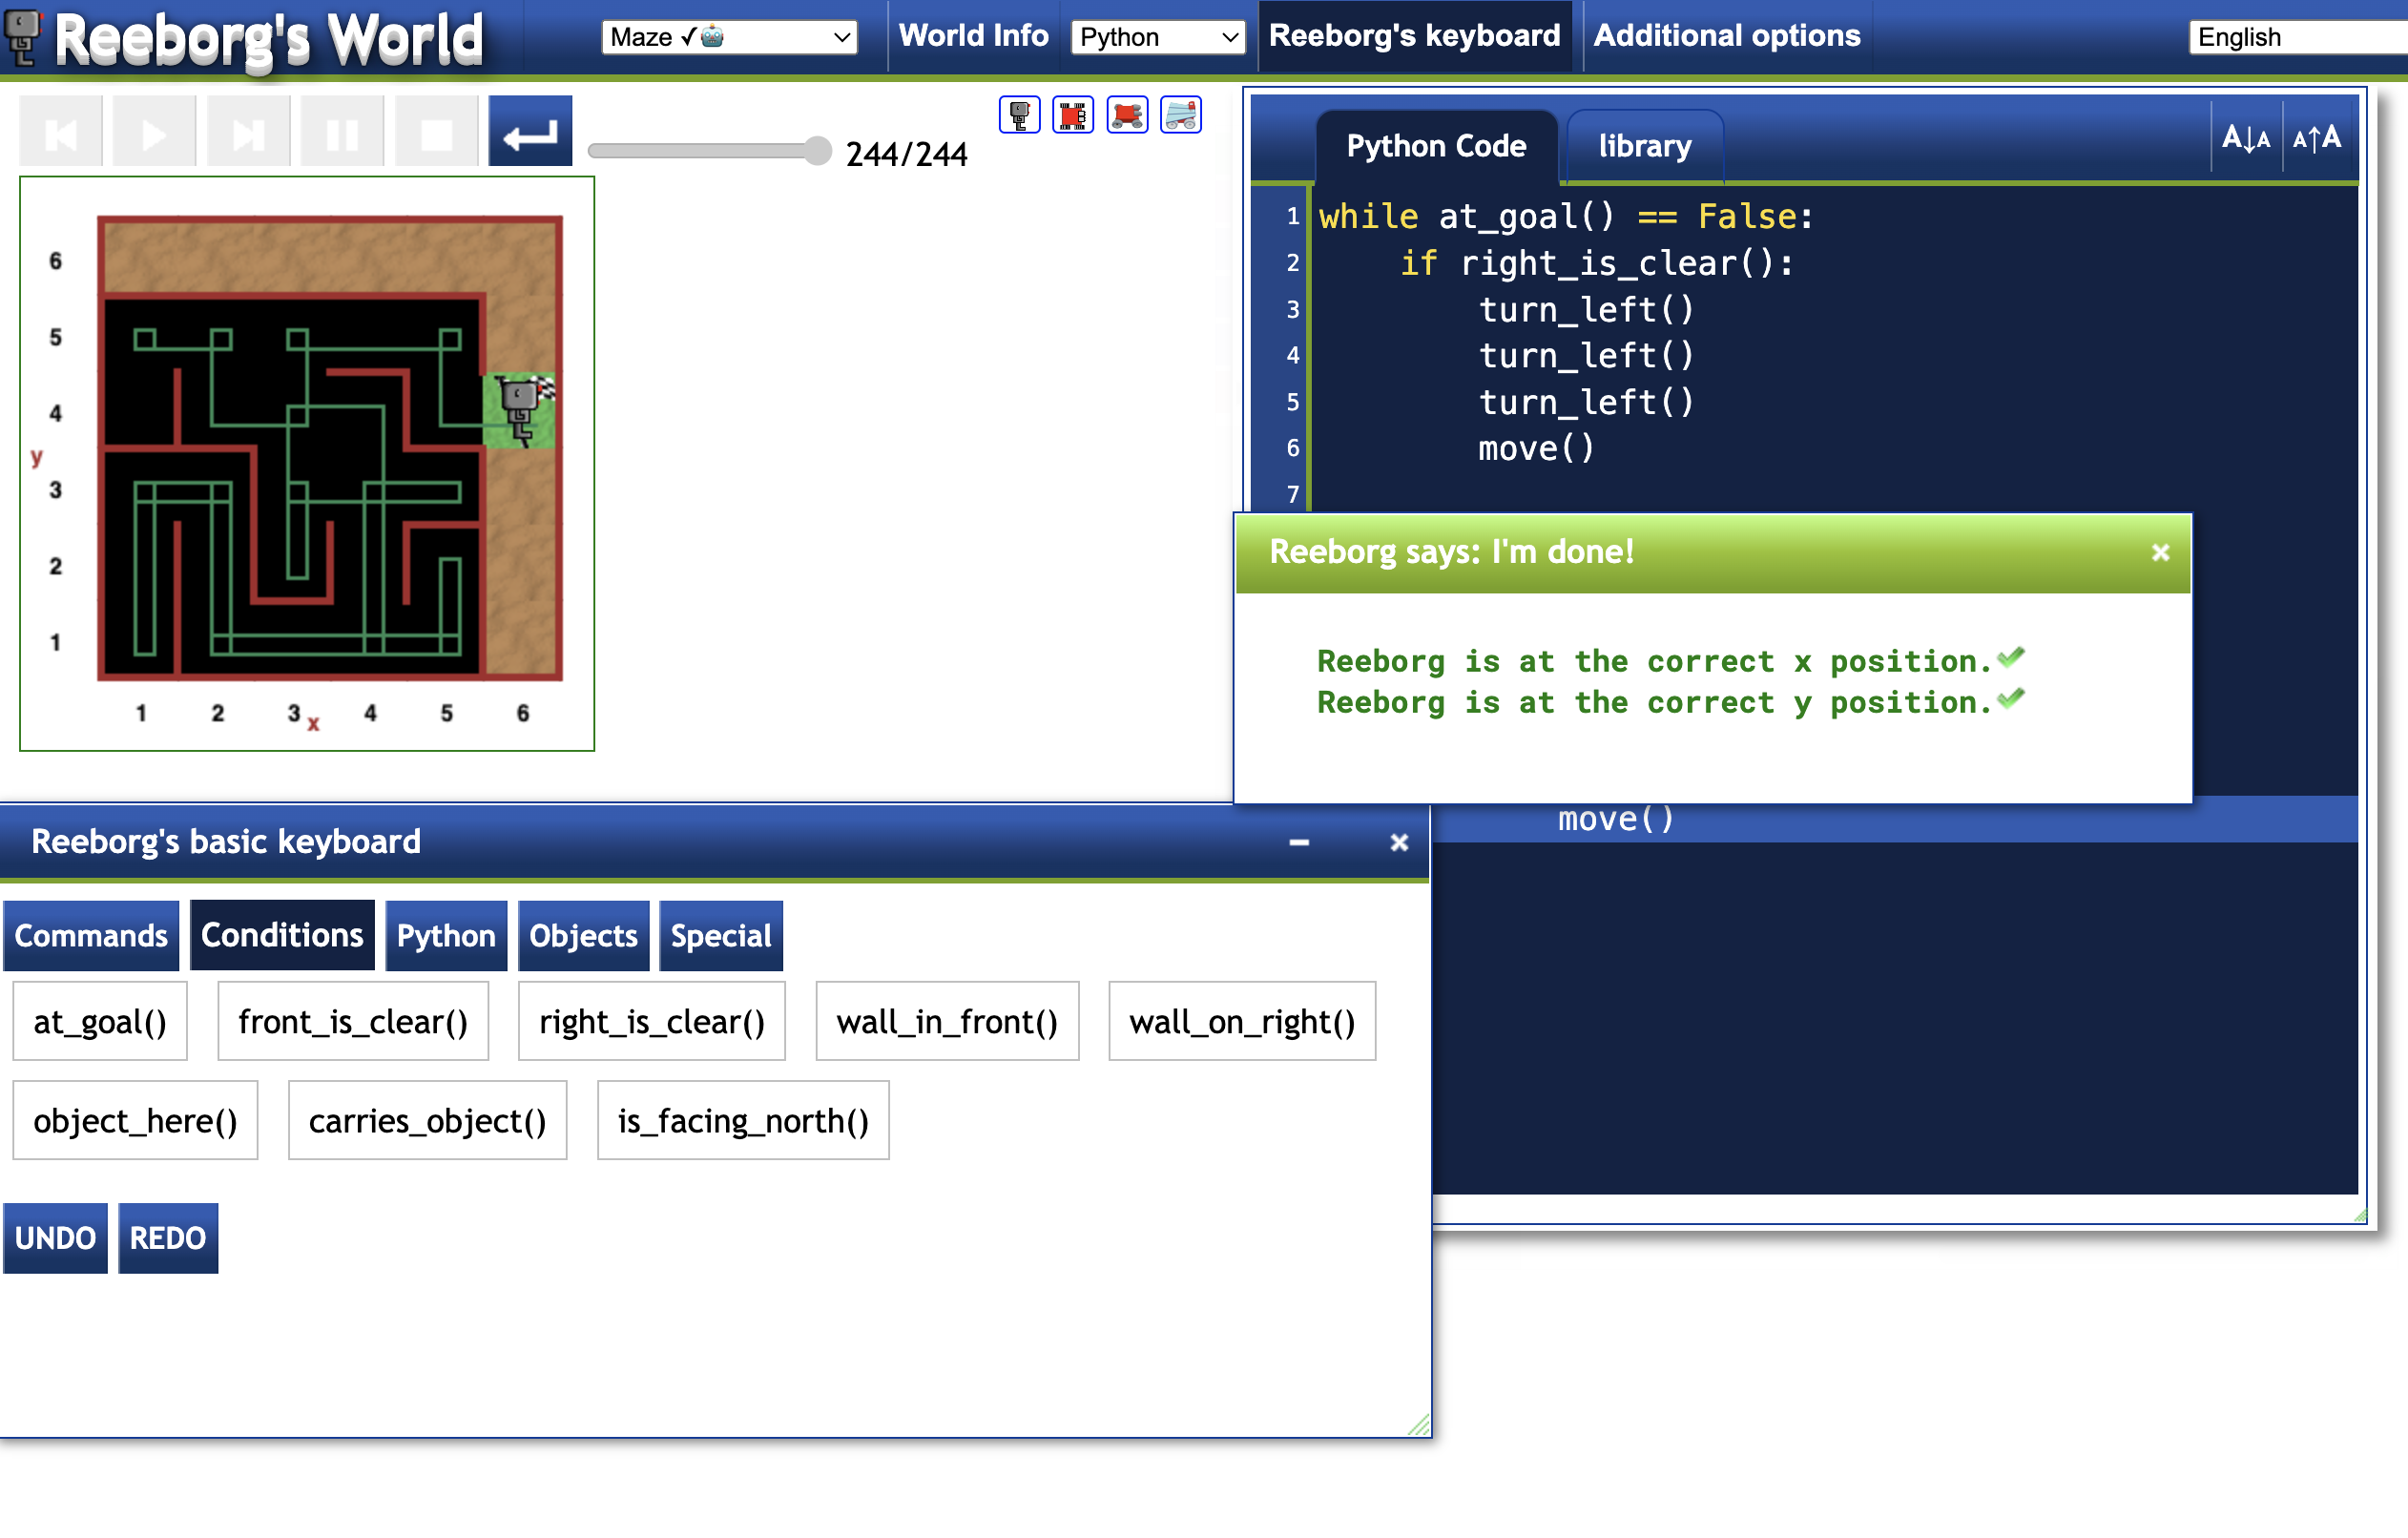 Reeborg's World
Maze ✓🤖
World Info
Python
Reeborg's keyboard
Additional options
English
244/244
Python Code
library
A↓A
A↑A
1 while at_goal() == False:
2 if right_is_clear():
3 turn_left()
4 turn_left()
5 turn_left()
6 move()
7
Reeborg says: I'm done!
×
Reeborg is at the correct x position.✔
Reeborg is at the correct y position.✔
move()
6
5
4
y
3
2
1
1 2 3 x 4 5 6
Reeborg's basic keyboard
− ×
Commands Conditions Python Objects Special
at_goal() front_is_clear() right_is_clear() wall_in_front() wall_on_right()
object_here() carries_object() is_facing_north()
UNDO REDO